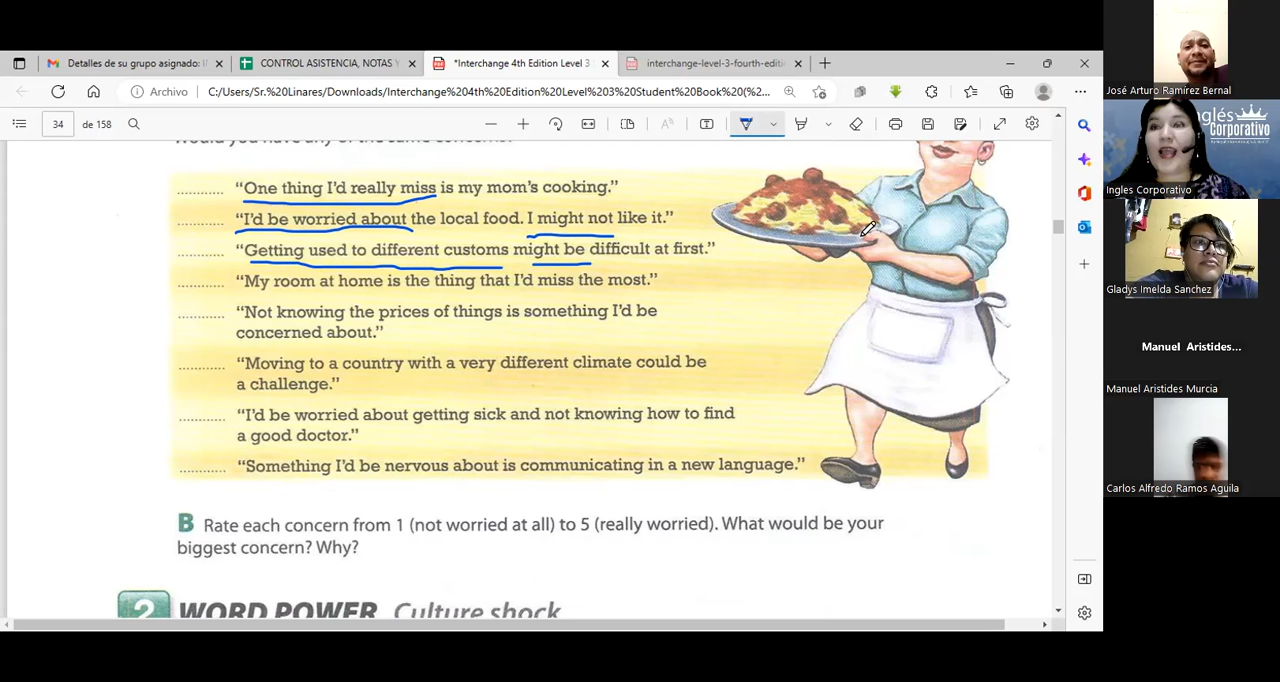 Detalles de su grupo asignado: I
CONTROL ASISTENCIA, NOTAS Y
*Interchange 4th Edition Level 3
interchange-level-3-fourth-editi
Archivo
C:/Users/Sr.%20Linares/Downloads/Interchange%204th%20Edition%20Level%203%20Student%20Book%20(%2...
34
de 158
"One thing I'd really miss is my mom's cooking."
"I'd be worried about the local food. I might not like it."
"Getting used to different customs might be difficult at first."
"My room at home is the thing that I'd miss the most."
"Not knowing the prices of things is something I'd be
concerned about."
"Moving to a country with a very different climate could be
a challenge."
"I'd be worried about getting sick and not knowing how to find
a good doctor."
"Something I'd be nervous about is communicating in a new language."
B Rate each concern from 1 (not worried at all) to 5 (really worried). What would be your
biggest concern? Why?
2 WORD POWER Culture shock
José Arturo Ramírez Bernal
Inglés
Corporativo
Ingles Corporativo
Gladys Imelda Sanchez
Manuel Aristides...
Manuel Aristides Murcia
Carlos Alfredo Ramos Aguila